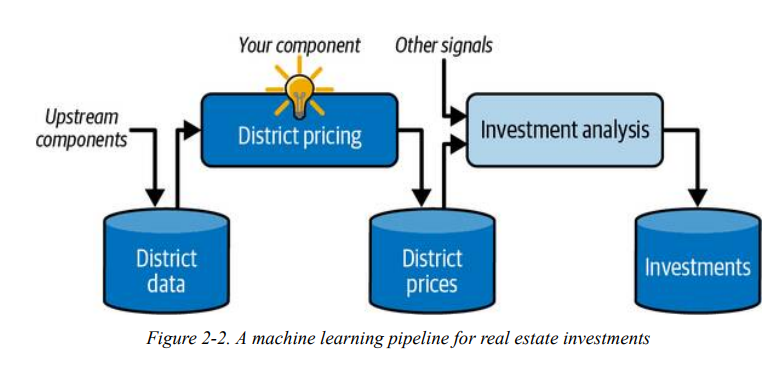 Your component
Other signals
Upstream
components
District pricing
Investment analysis
District
data
District
prices
Investments
Figure 2-2. A machine learning pipeline for real estate investments